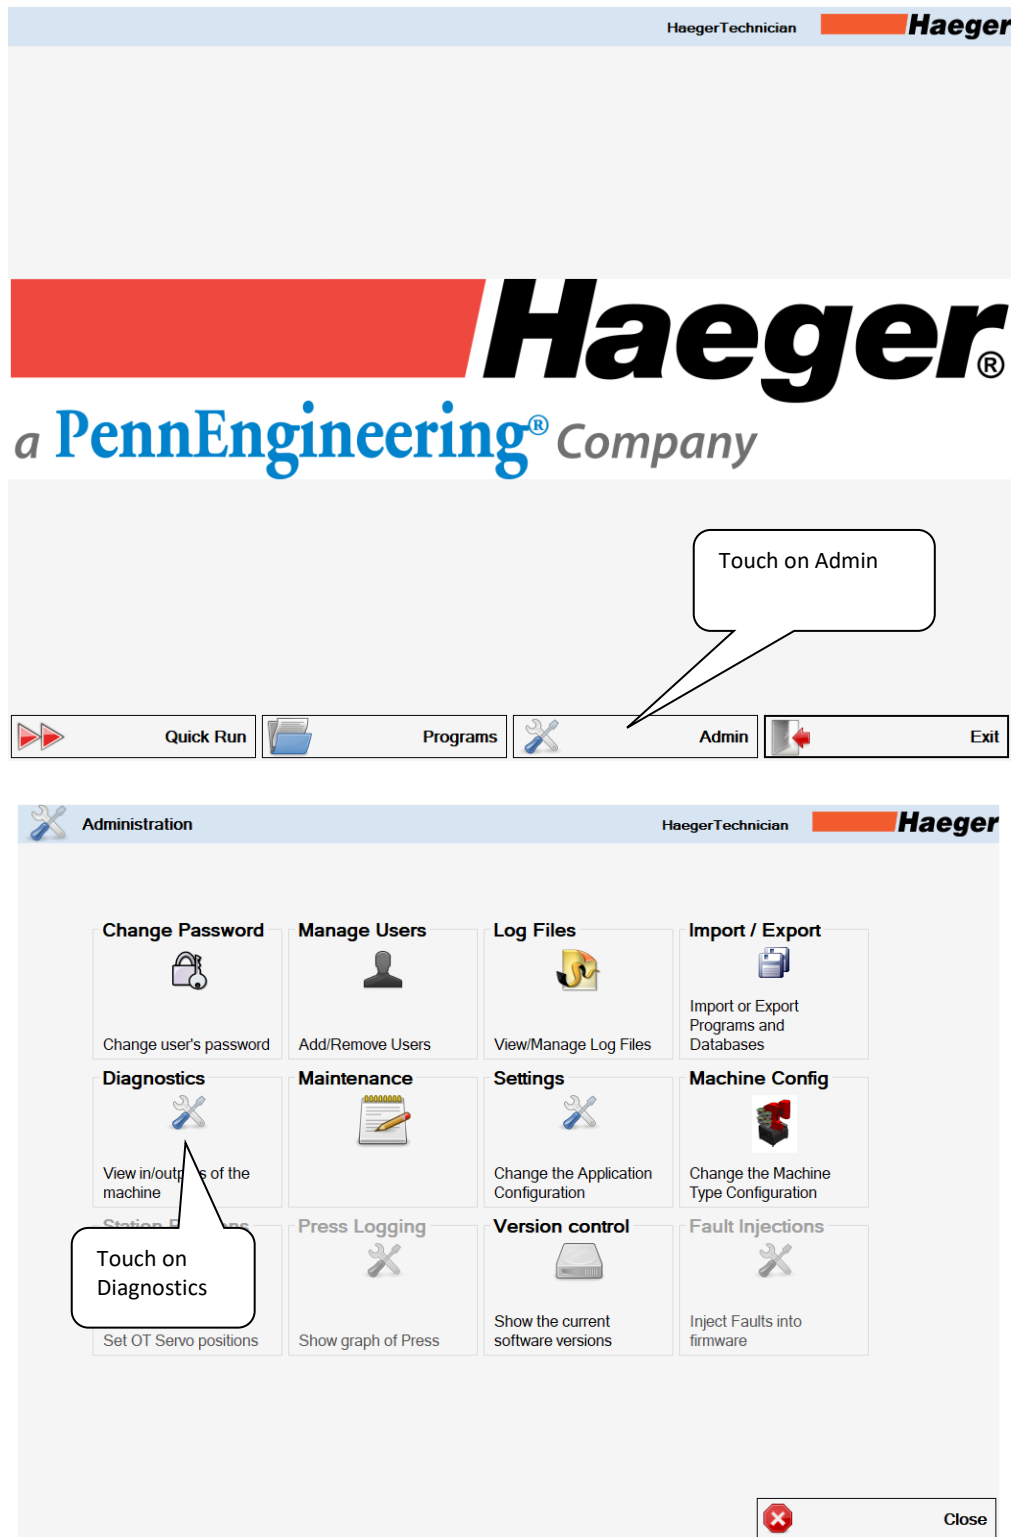 HaegerTechnician
Haeger
Haeger®
a PennEngineering® Company
Touch on Admin
Quick Run
Programs
Admin
Exit
Administration
HaegerTechnician
Haeger
Change Password
Manage Users
Log Files
Import / Export
Change user's password
Add/Remove Users
View/Manage Log Files
Import or Export
Programs and
Databases
Diagnostics
Maintenance
Settings
Machine Config
View in/outputs of the
machine
Change the Application
Configuration
Change the Machine
Type Configuration
Touch on
Diagnostics
Station
Press Logging
Version control
Fault Injections
Set OT Servo positions
Show graph of Press
Show the current
software versions
Inject Faults into
firmware
Close